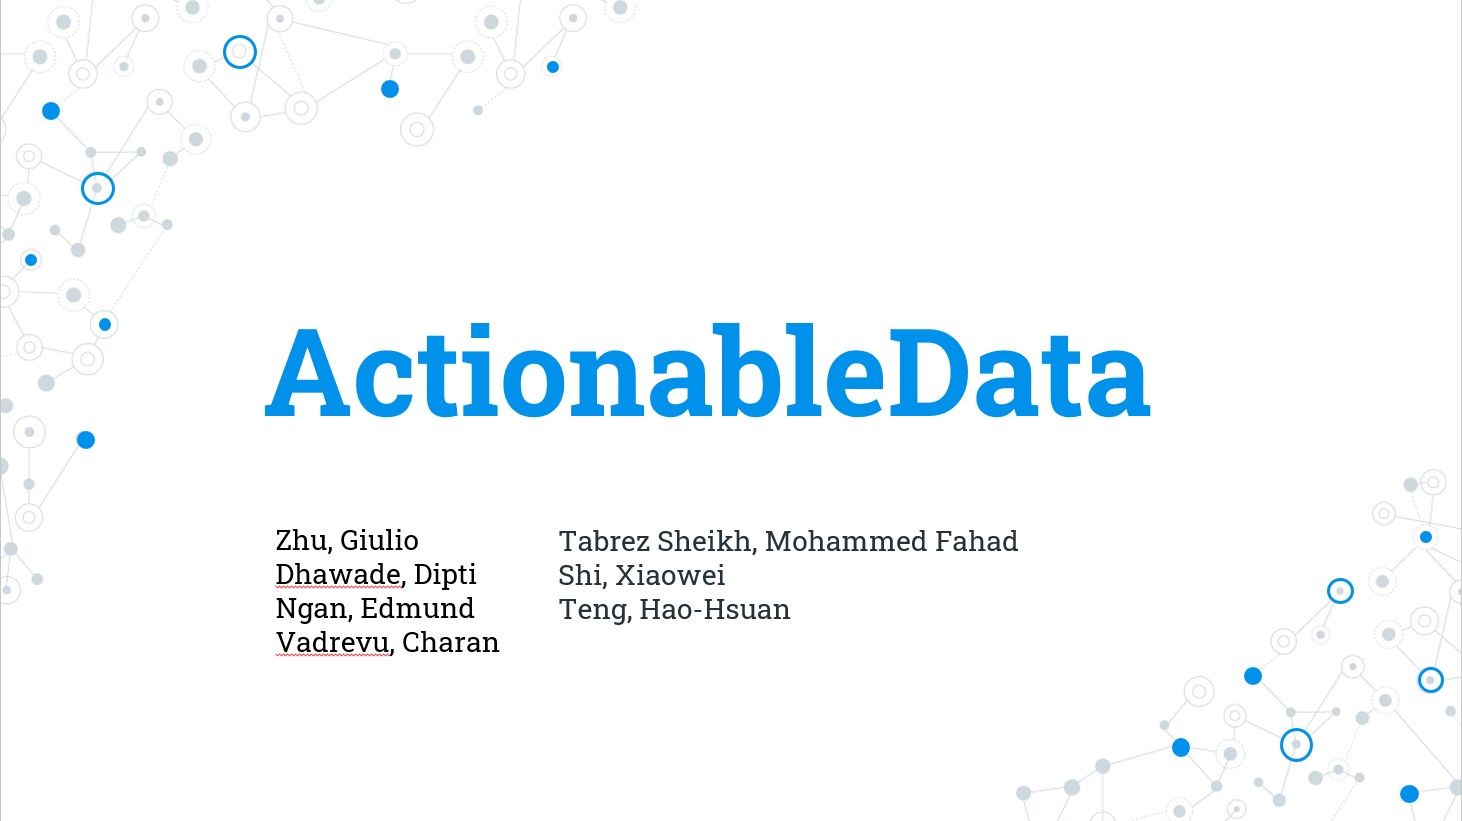 ActionableData
Zhu, Giulio
Dhawade, Dipti
Ngan, Edmund
Vadrevu, Charan
Tabrez Sheikh, Mohammed Fahad
Shi, Xiaowei
Teng, Hao-Hsuan